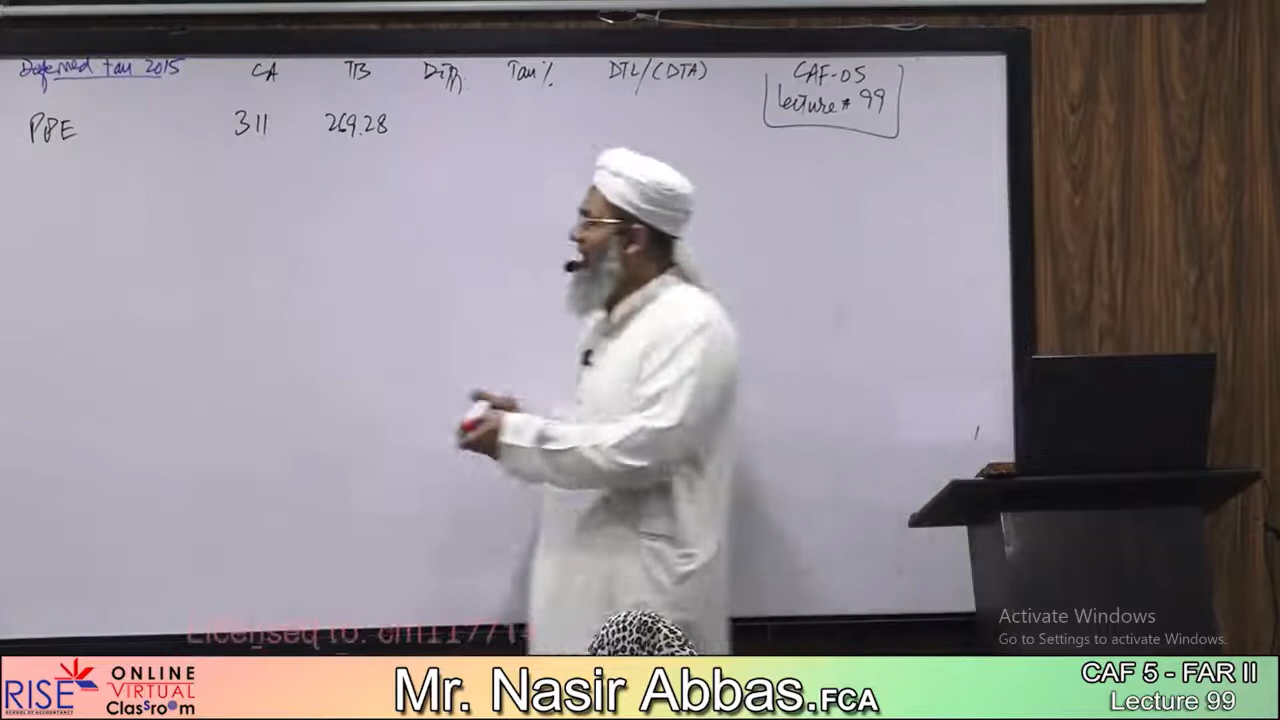 Deferred tax 2015 CA TB Diff. Tax% DTL/(DTA)
CAF-05
Lecture # 99
PPE 311 269.28
Activate Windows
Go to Settings to activate Windows.
RISE
ONLINE
VIRTUAL
ClassrOOm
Mr. Nasir Abbas.FCA
CAF 5 - FAR II
Lecture 99